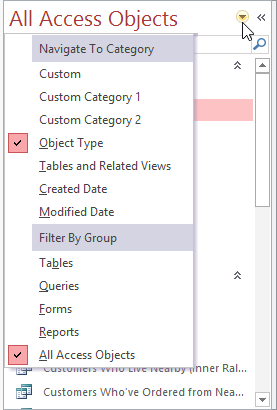 All Access Objects
Navigate To Category
Custom
Custom Category 1
Custom Category 2
Object Type
Tables and Related Views
Created Date
Modified Date
Filter By Group
Tables
Queries
Forms
Reports
All Access Objects
Customers Who Live Nearby (Inner Ral...
Customers Who've Ordered from Nea...